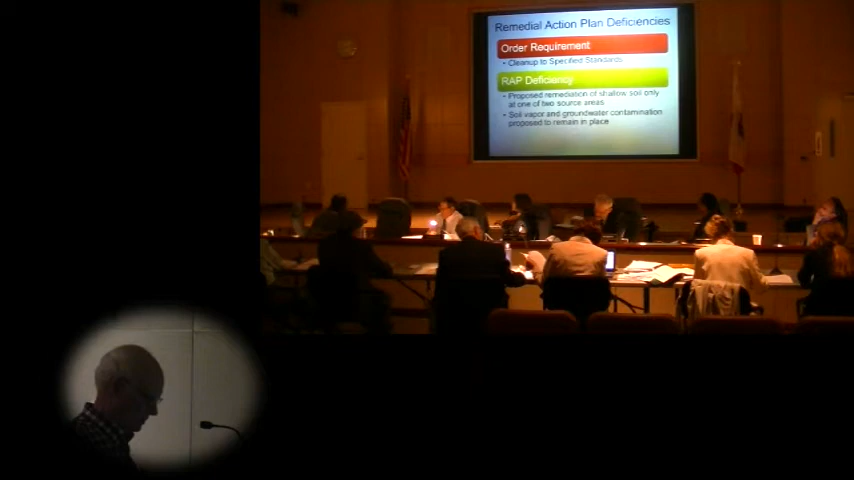 Remedial Action Plan Deficiencies
Order Requirement
• Cleanup to Specified Standards
RAP Deficiency
• Proposed remediation of shallow soil only
at one of two source areas
• Soil vapor and groundwater contamination
proposed to remain in place